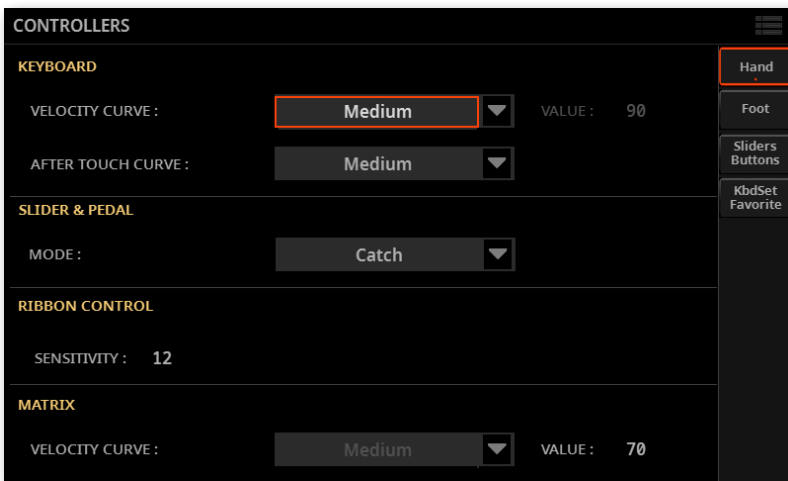 CONTROLLERS
KEYBOARD
VELOCITY CURVE : Medium VALUE : 90
AFTER TOUCH CURVE : Medium
SLIDER & PEDAL
MODE : Catch
RIBBON CONTROL
SENSITIVITY : 12
MATRIX
VELOCITY CURVE : Medium VALUE : 70
Hand
Foot
Sliders
Buttons
KbdSet
Favorite